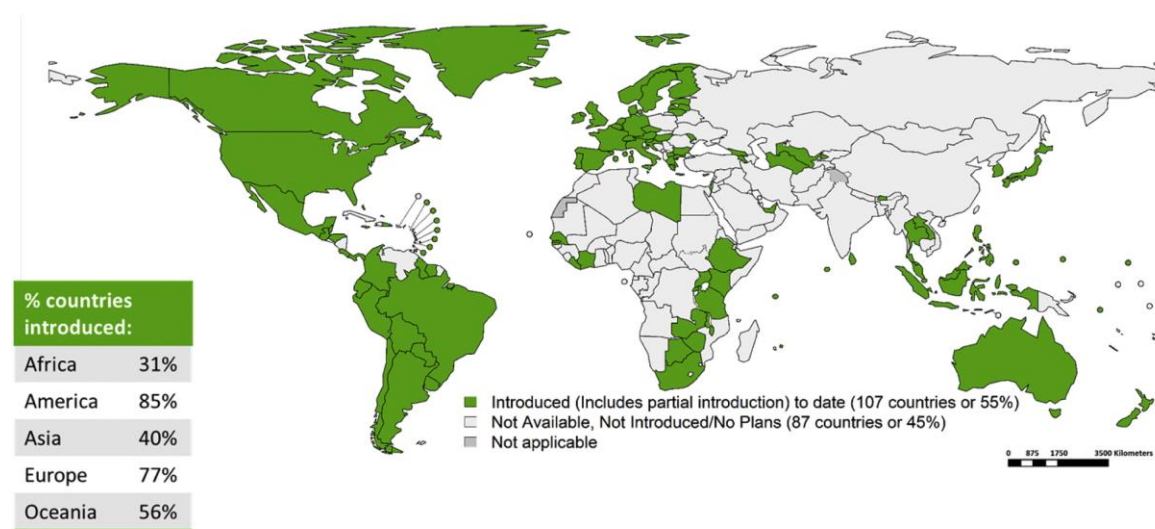 % countries
introduced:
Africa 31%
America 85%
Asia 40%
Europe 77%
Oceania 56%
Introduced (Includes partial introduction) to date (107 countries or 55%)
Not Available, Not Introduced/No Plans (87 countries or 45%)
Not applicable
0 875 1750 3500 Kilometers